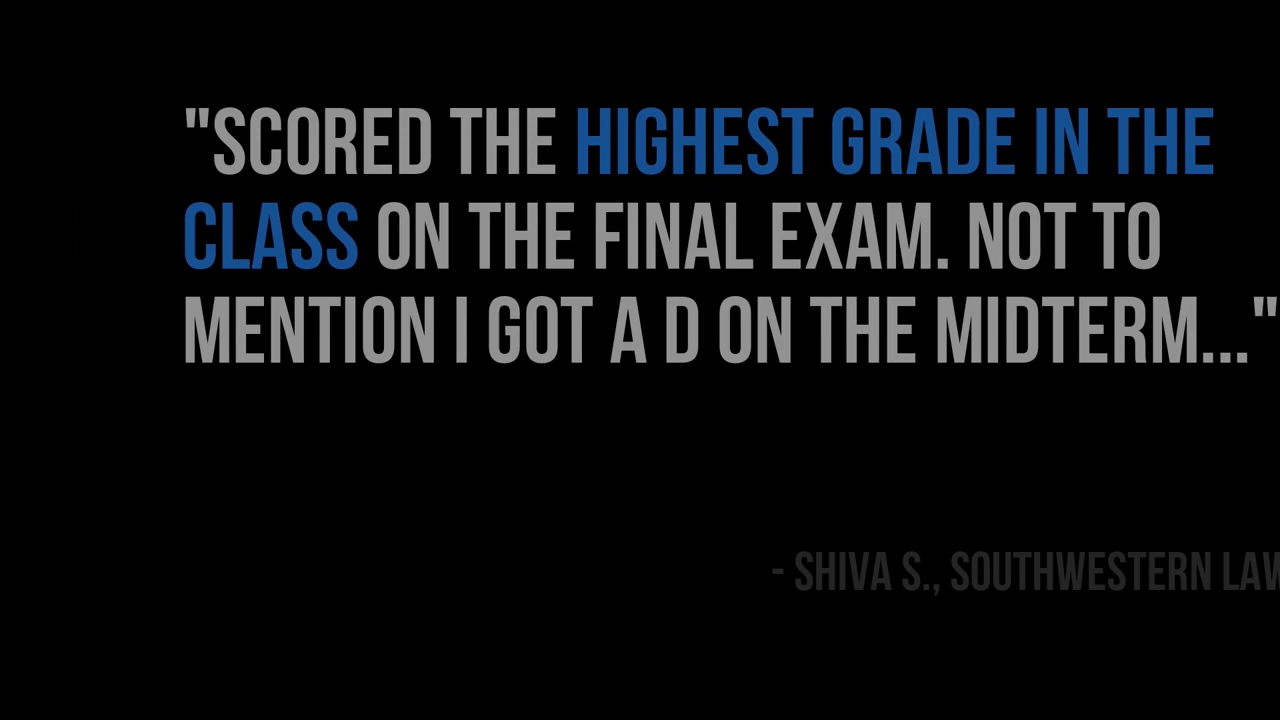 "SCORED THE HIGHEST GRADE IN THE
CLASS ON THE FINAL EXAM. NOT TO
MENTION I GOT A D ON THE MIDTERM..."
- SHIVA S., SOUTHWESTERN LAW